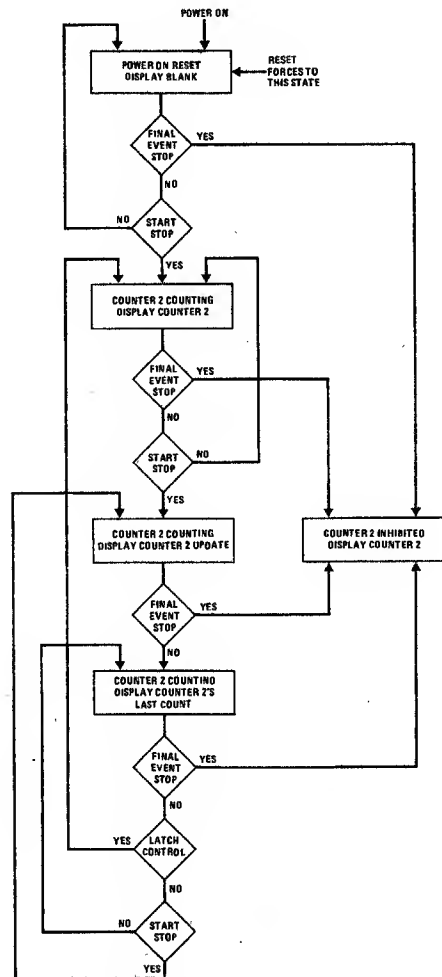 POWER ON
POWER ON RESET
DISPLAY BLANK
RESET
FORCES TO
THIS STATE
FINAL
EVENT
STOP
YES
NO
START
STOP
NO
YES
COUNTER 2 COUNTING
DISPLAY COUNTER 2
FINAL
EVENT
STOP
YES
NO
START
STOP
NO
YES
COUNTER 2 COUNTING
DISPLAY COUNTER 2 UPDATE
COUNTER 2 INHIBITED
DISPLAY COUNTER 2
FINAL
EVENT
STOP
YES
NO
COUNTER 2 COUNTING
DISPLAY COUNTER 2'S
LAST COUNT
FINAL
EVENT
STOP
YES
NO
YES
LATCH
CONTROL
NO
NO
START
STOP
YES